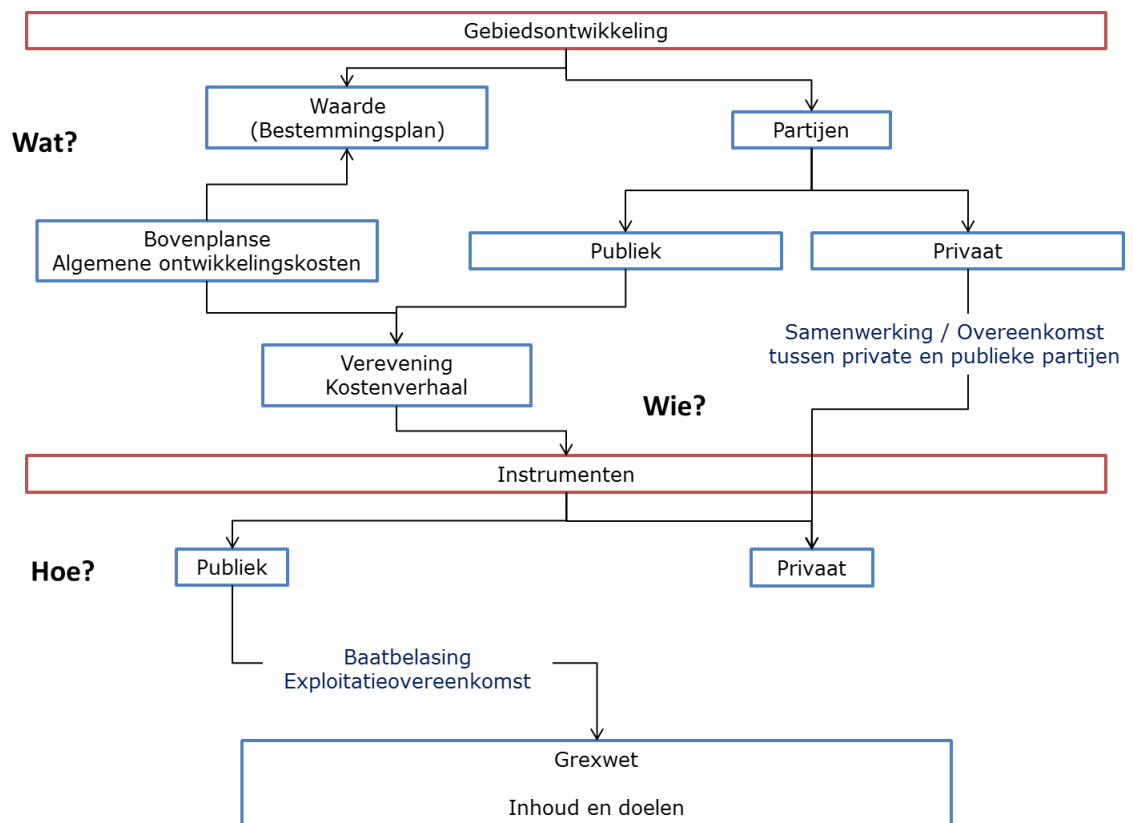 Gebiedsontwikkeling
Waarde
(Bestemmingsplan)
Partijen
Wat?
Bovenplanse
Algemene ontwikkelingskosten
Publiek
Privaat
Samenwerking / Overeenkomst
tussen private en publieke partijen
Verevening
Kostenverhaal
Wie?
Instrumenten
Hoe?
Publiek
Privaat
Baatbelasing
Exploitatieovereenkomst
Grexwet
Inhoud en doelen